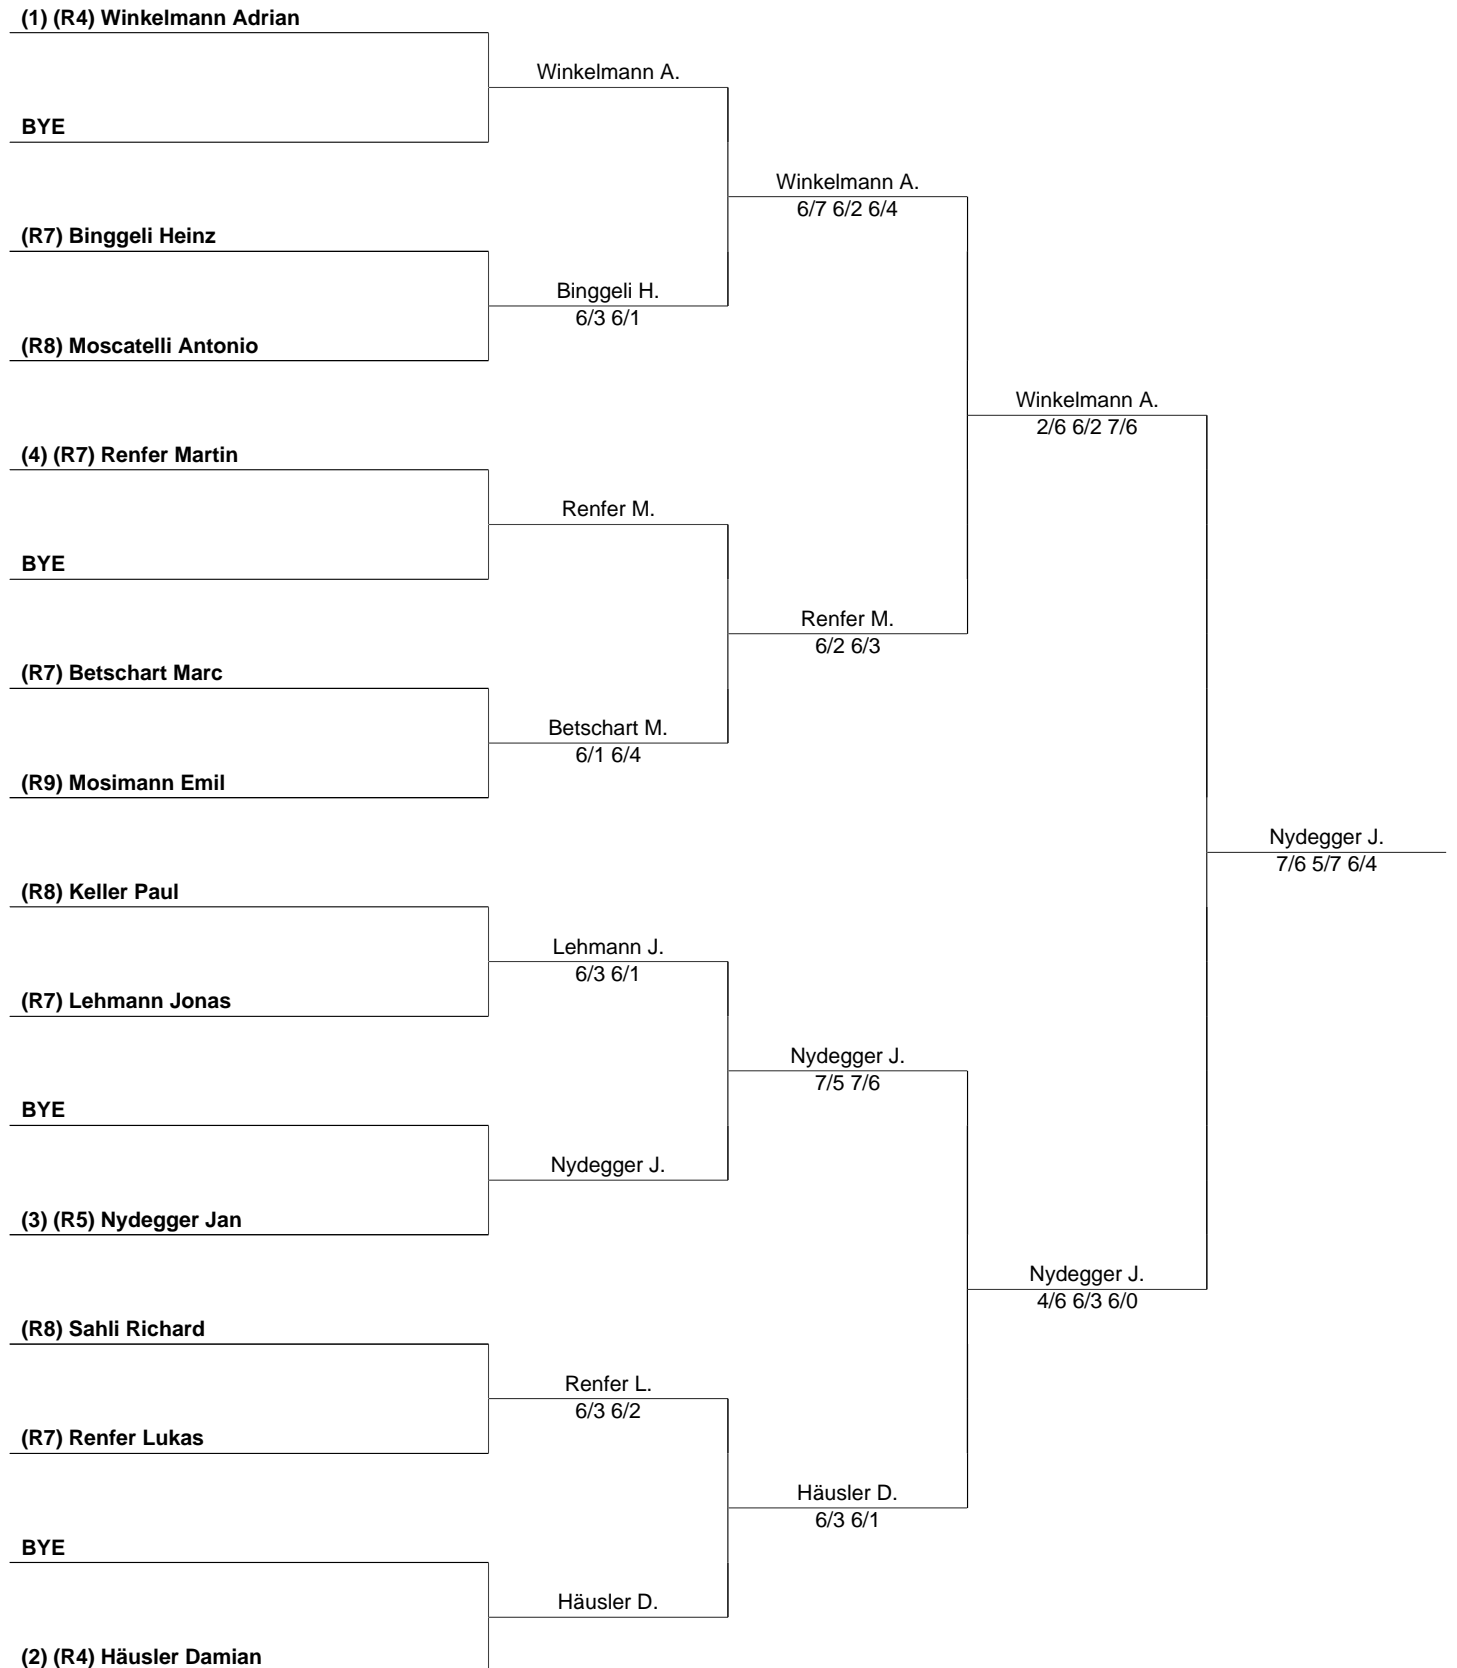 (1) (R4) Winkelmann Adrian
Winkelmann A.
BYE
Winkelmann A.
6/7 6/2 6/4
(R7) Binggeli Heinz
Binggeli H.
6/3 6/1
(R8) Moscatelli Antonio
Winkelmann A.
2/6 6/2 7/6
(4) (R7) Renfer Martin
Renfer M.
BYE
Renfer M.
6/2 6/3
(R7) Betschart Marc
Betschart M.
6/1 6/4
(R9) Mosimann Emil
Nydegger J.
7/6 5/7 6/4
(R8) Keller Paul
Lehmann J.
6/3 6/1
(R7) Lehmann Jonas
Nydegger J.
7/5 7/6
BYE
Nydegger J.
(3) (R5) Nydegger Jan
Nydegger J.
4/6 6/3 6/0
(R8) Sahli Richard
Renfer L.
6/3 6/2
(R7) Renfer Lukas
Häusler D.
6/3 6/1
BYE
Häusler D.
(2) (R4) Häusler Damian